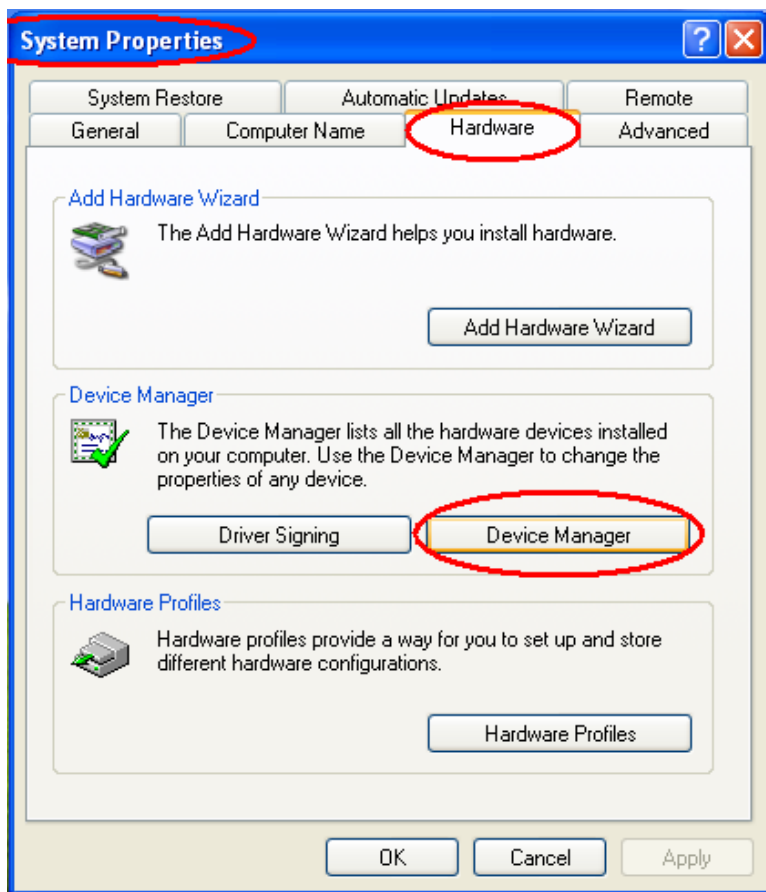 System Properties
?
System Restore Automatic Updates Remote
General Computer Name Hardware Advanced
Add Hardware Wizard
The Add Hardware Wizard helps you install hardware.
Add Hardware Wizard
Device Manager
The Device Manager lists all the hardware devices installed
on your computer. Use the Device Manager to change the
properties of any device.
Driver Signing Device Manager
Hardware Profiles
Hardware profiles provide a way for you to set up and store
different hardware configurations.
Hardware Profiles
OK Cancel Apply